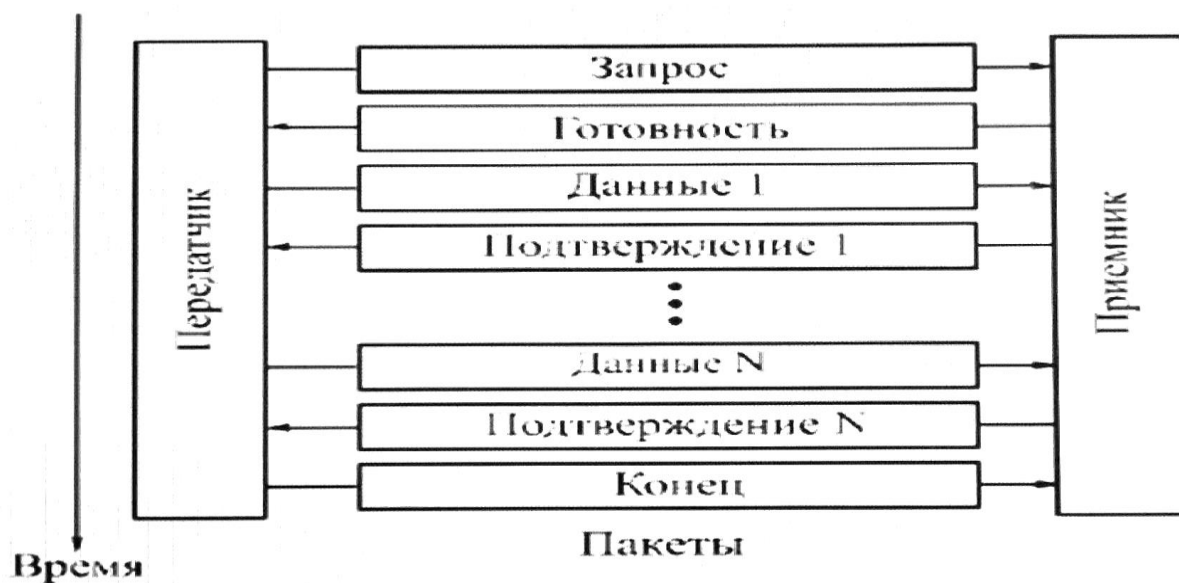 Запрос
Готовность
Данные 1
Подтверждение 1
Данные N
Подтверждение N
Конец
Передатчик
Приемник
Пакеты
Время